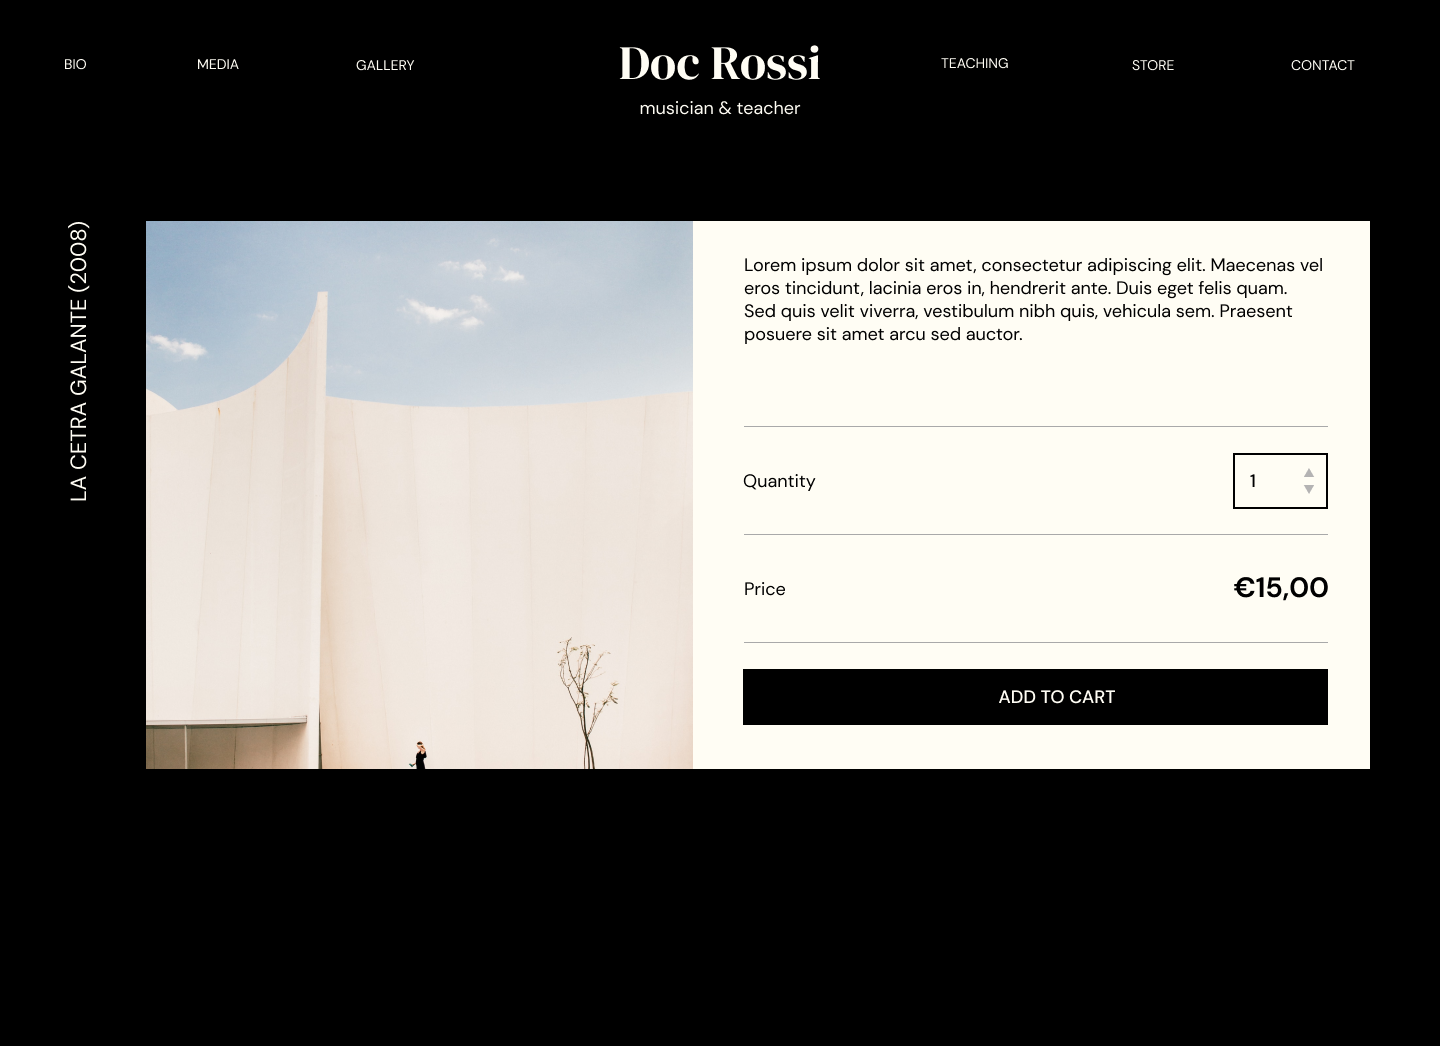 BIO
MEDIA
GALLERY
Doc Rossi
musician & teacher
TEACHING
STORE
CONTACT
LA CETRA GALANTE (2008)
Lorem ipsum dolor sit amet, consectetur adipiscing elit. Maecenas vel
eros tincidunt, lacinia eros in, hendrerit ante. Duis eget felis quam.
Sed quis velit viverra, vestibulum nibh quis, vehicula sem. Praesent
posuere sit amet arcu sed auctor.
Quantity
1
Price
€15,00
ADD TO CART